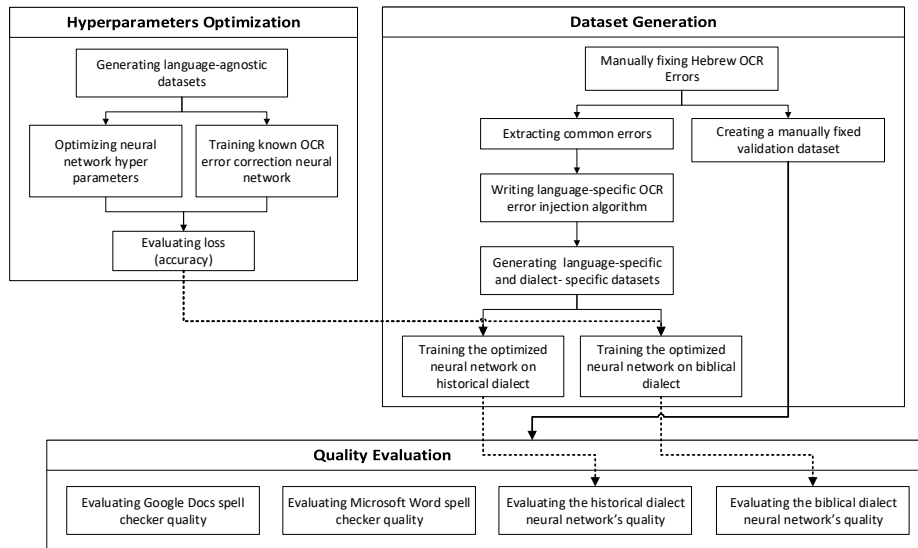 Hyperparameters Optimization
Generating language-agnostic
datasets
Optimizing neural
network hyper
parameters
Training known OCR
error correction neural
network
Evaluating loss
(accuracy)
Dataset Generation
Manually fixing Hebrew OCR
Errors
Extracting common errors
Creating a manually fixed
validation dataset
Writing language-specific OCR
error injection algorithm
Generating language-specific
and dialect- specific datasets
Training the optimized
neural network on
historical dialect
Training the optimized
neural network on biblical
dialect
Quality Evaluation
Evaluating Google Docs spell
checker quality
Evaluating Microsoft Word spell
checker quality
Evaluating the historical dialect
neural network's quality
Evaluating the biblical dialect
neural network's quality